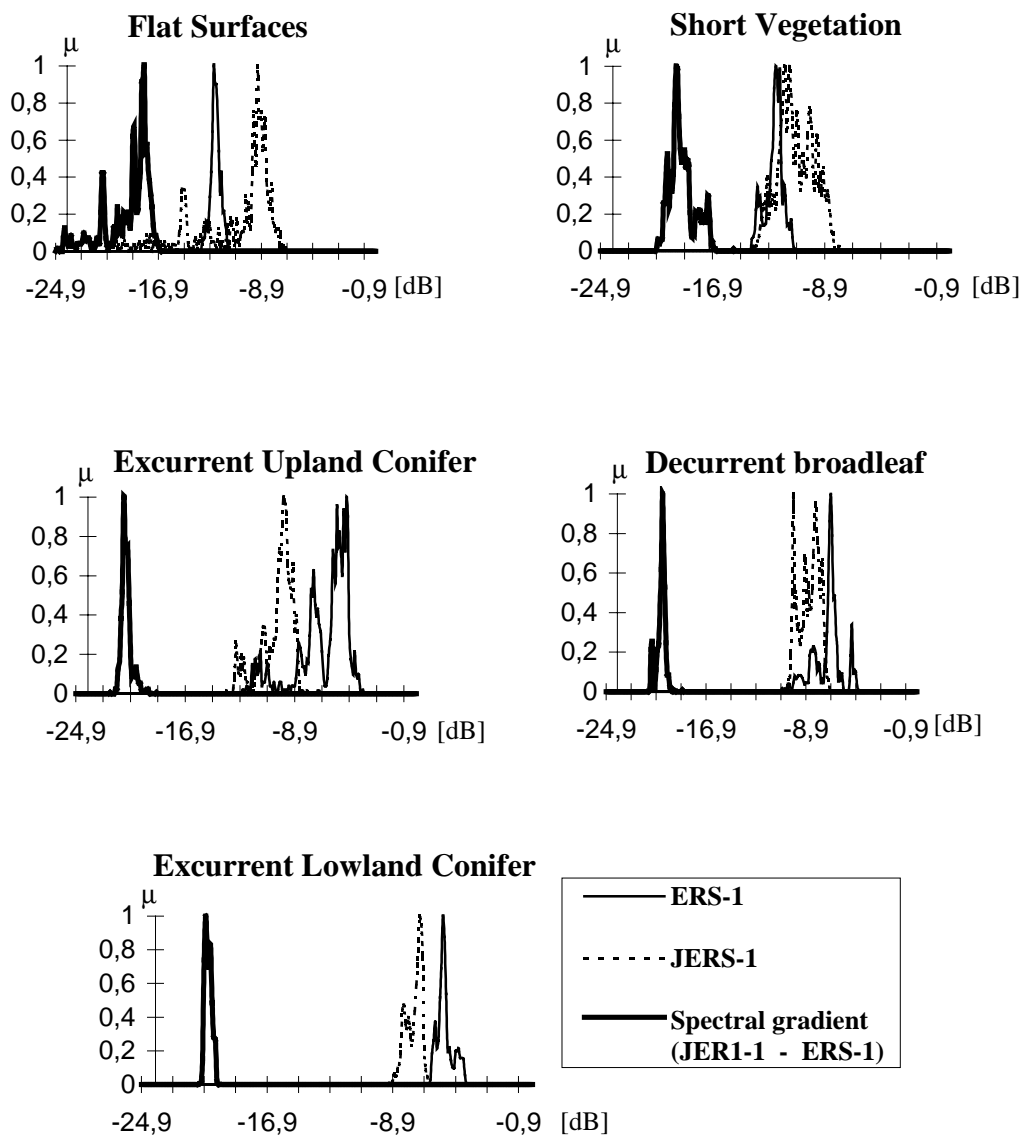 Flat Surfaces
μ
1
0,8
0,6
0,4
0,2
0
-24,9 -16,9 -8,9 -0,9 [dB]
Short Vegetation
μ
1
0,8
0,6
0,4
0,2
0
-24,9 -16,9 -8,9 -0,9 [dB]
Excurrent Upland Conifer
μ
1
0,8
0,6
0,4
0,2
0
-24,9 -16,9 -8,9 -0,9 [dB]
Decurrent broadleaf
μ
1
0,8
0,6
0,4
0,2
0
-24,9 -16,9 -8,9 -0,9 [dB]
Excurrent Lowland Conifer
μ
1
0,8
0,6
0,4
0,2
0
-24,9 -16,9 -8,9 -0,9 [dB]
ERS-1
JERS-1
Spectral gradient
(JER1-1 - ERS-1)